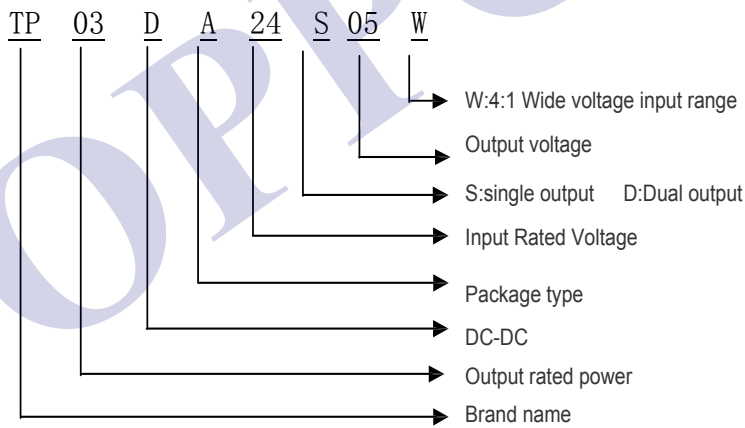 TP 03 D A 24 S 05 W
W:4:1 Wide voltage input range
Output voltage
S:single output D:Dual output
Input Rated Voltage
Package type
DC-DC
Output rated power
Brand name